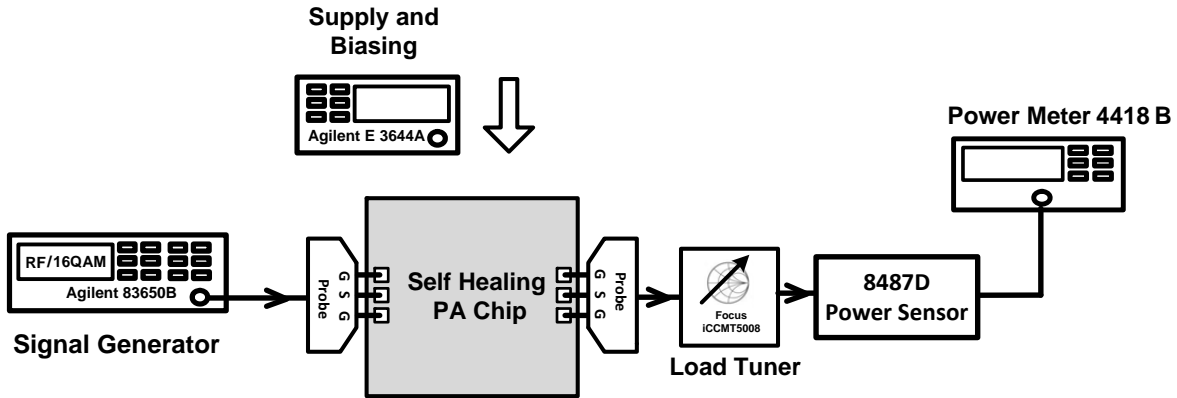 Supply and
Biasing
Agilent E 3644A
Power Meter 4418 B
RF/16QAM
Agilent 83650B
Signal Generator
Probe
G
S
G
Self Healing
PA Chip
G
S
G
Probe
Focus
iCCMT5008
Load Tuner
8487D
Power Sensor